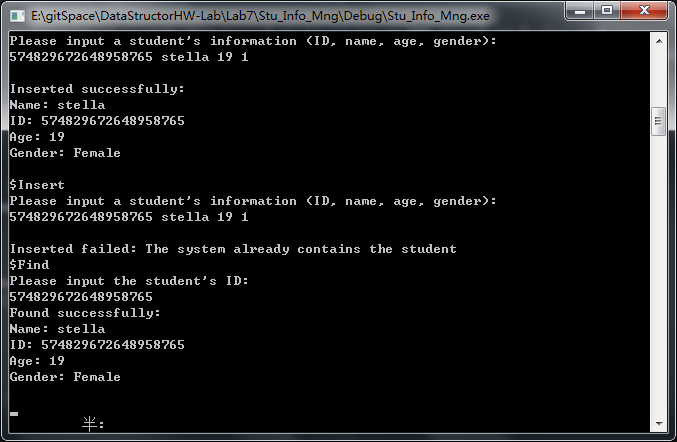 E:\gitSpace\DataStructorHW-Lab\Lab7\Stu_Info_Mng\Debug\Stu_Info_Mng.exe
Please input a student's information (ID, name, age, gender):
574829672648958765 stella 19 1
Inserted successfully:
Name: stella
ID: 574829672648958765
Age: 19
Gender: Female
$Insert
Please input a student's information (ID, name, age, gender):
574829672648958765 stella 19 1
Inserted failed: The system already contains the student
$Find
Please input the student's ID:
574829672648958765
Found successfully:
Name: stella
ID: 574829672648958765
Age: 19
Gender: Female
半: